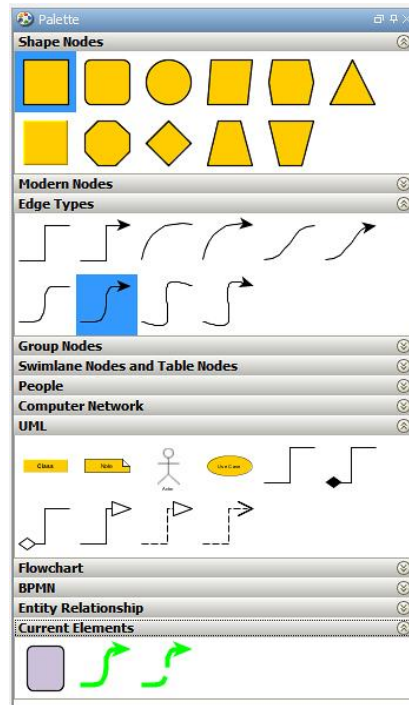 Palette
Shape Nodes
Modern Nodes
Edge Types
Group Nodes
Swimlane Nodes and Table Nodes
People
Computer Network
UML
Class
Note
Actor
Use Case
Flowchart
BPMN
Entity Relationship
Current Elements